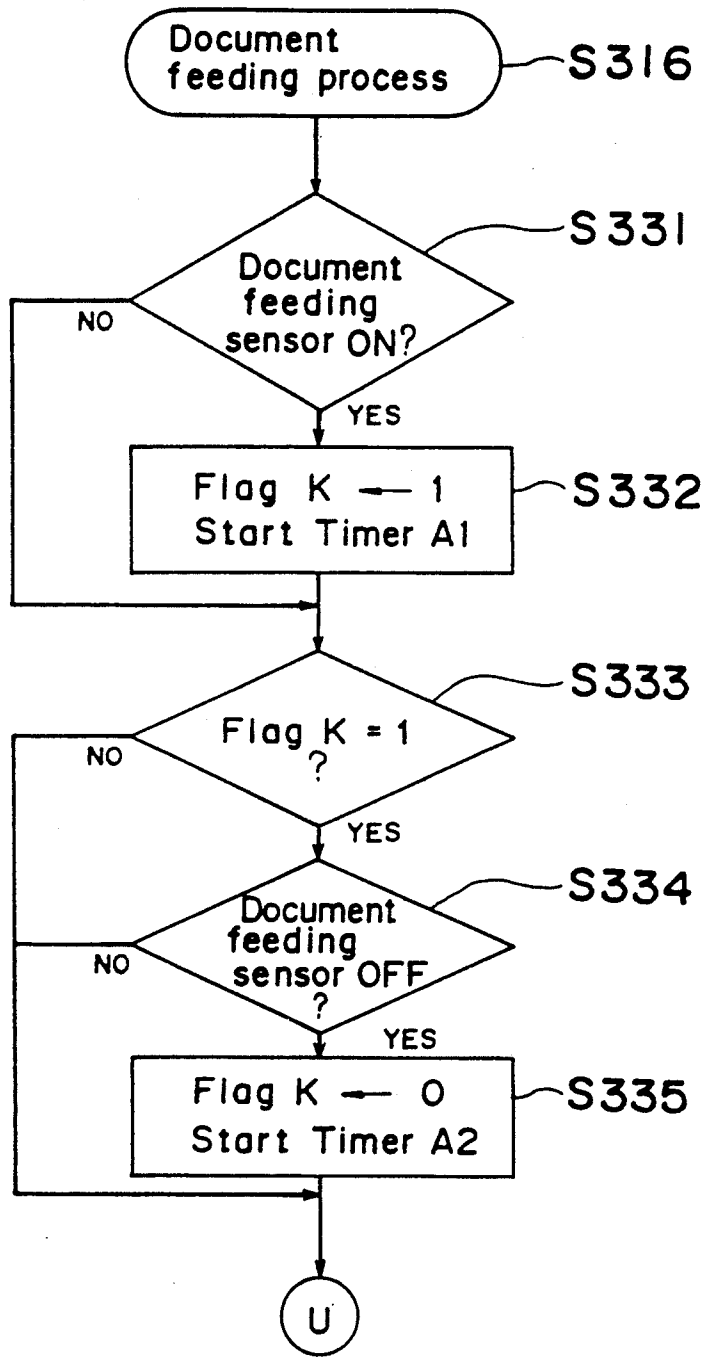 Document
feeding process
S316
S331
Document
feeding
sensor ON?
NO
YES
Flag K ← 1
Start Timer A1
S332
S333
Flag K = 1
?
NO
YES
S334
Document
feeding
sensor OFF
?
NO
YES
Flag K ← 0
Start Timer A2
S335
U